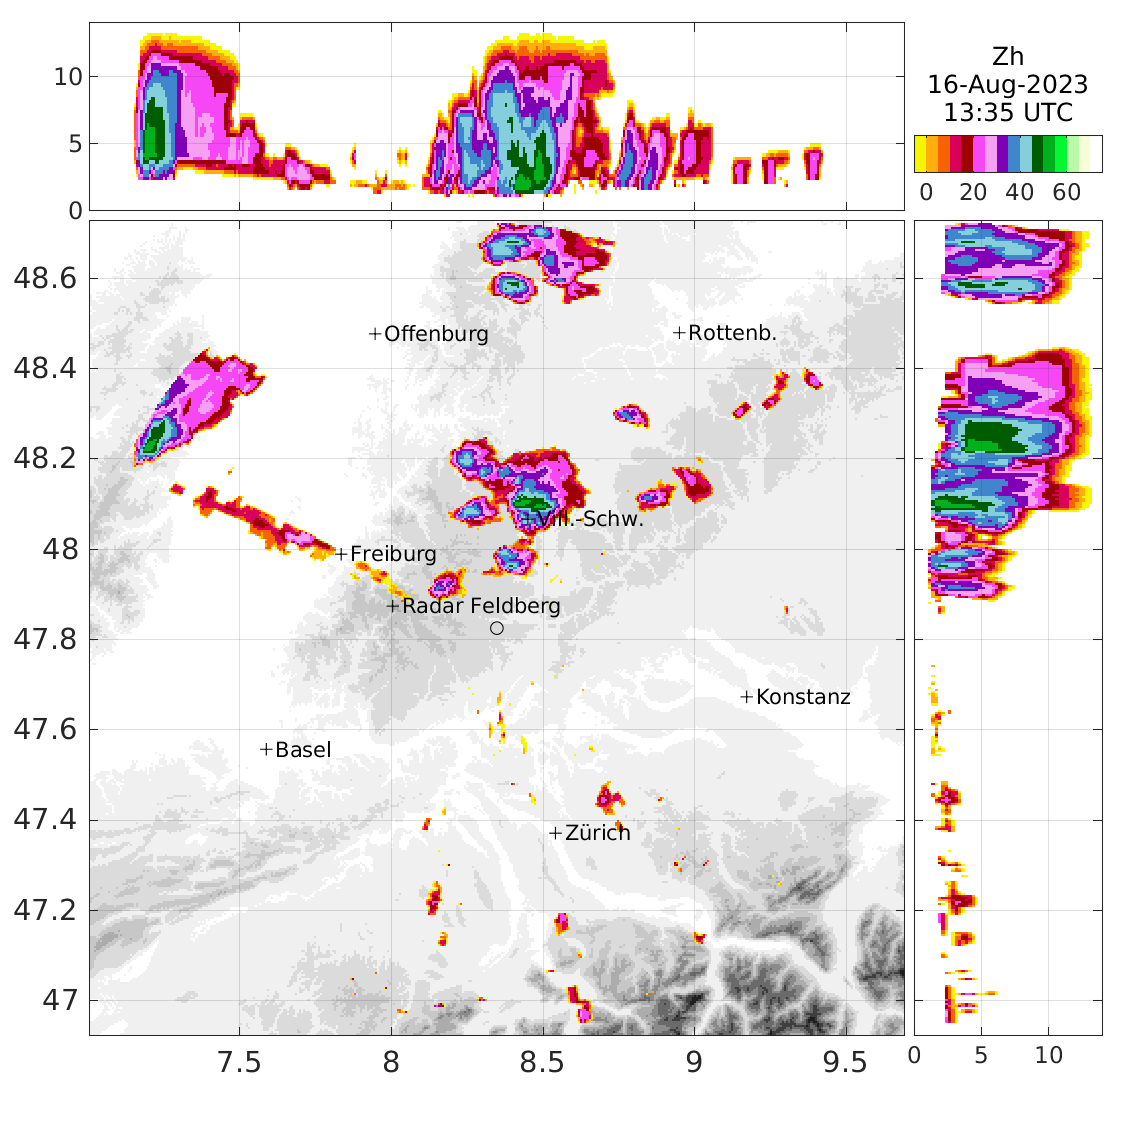 10
5
0
Zh
16-Aug-2023
13:35 UTC
0 20 40 60
48.6
48.4
48.2
48
47.8
47.6
47.4
47.2
47
+Offenburg
+Rottenb.
+Vill.-Schw.
+Freiburg
+Radar Feldberg
+Konstanz
+Basel
+Zürich
7.5 8 8.5 9 9.5
0 5 10